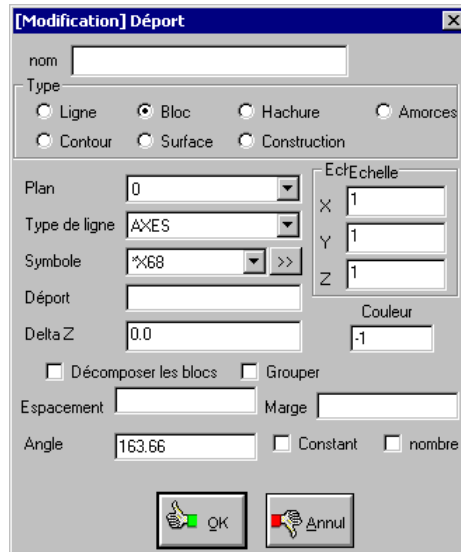 [Modification] Déport
nom
Type
Ligne Bloc Hachure Amorces
Contour Surface Construction
Plan 0
Type de ligne AXES
Symbole *X68 >>
Déport
Delta Z 0.0
EchEchelle
X 1
Y 1
Z 1
Couleur
-1
Décomposer les blocs Grouper
Espacement Marge
Angle 163.66 Constant nombre
OK Annul